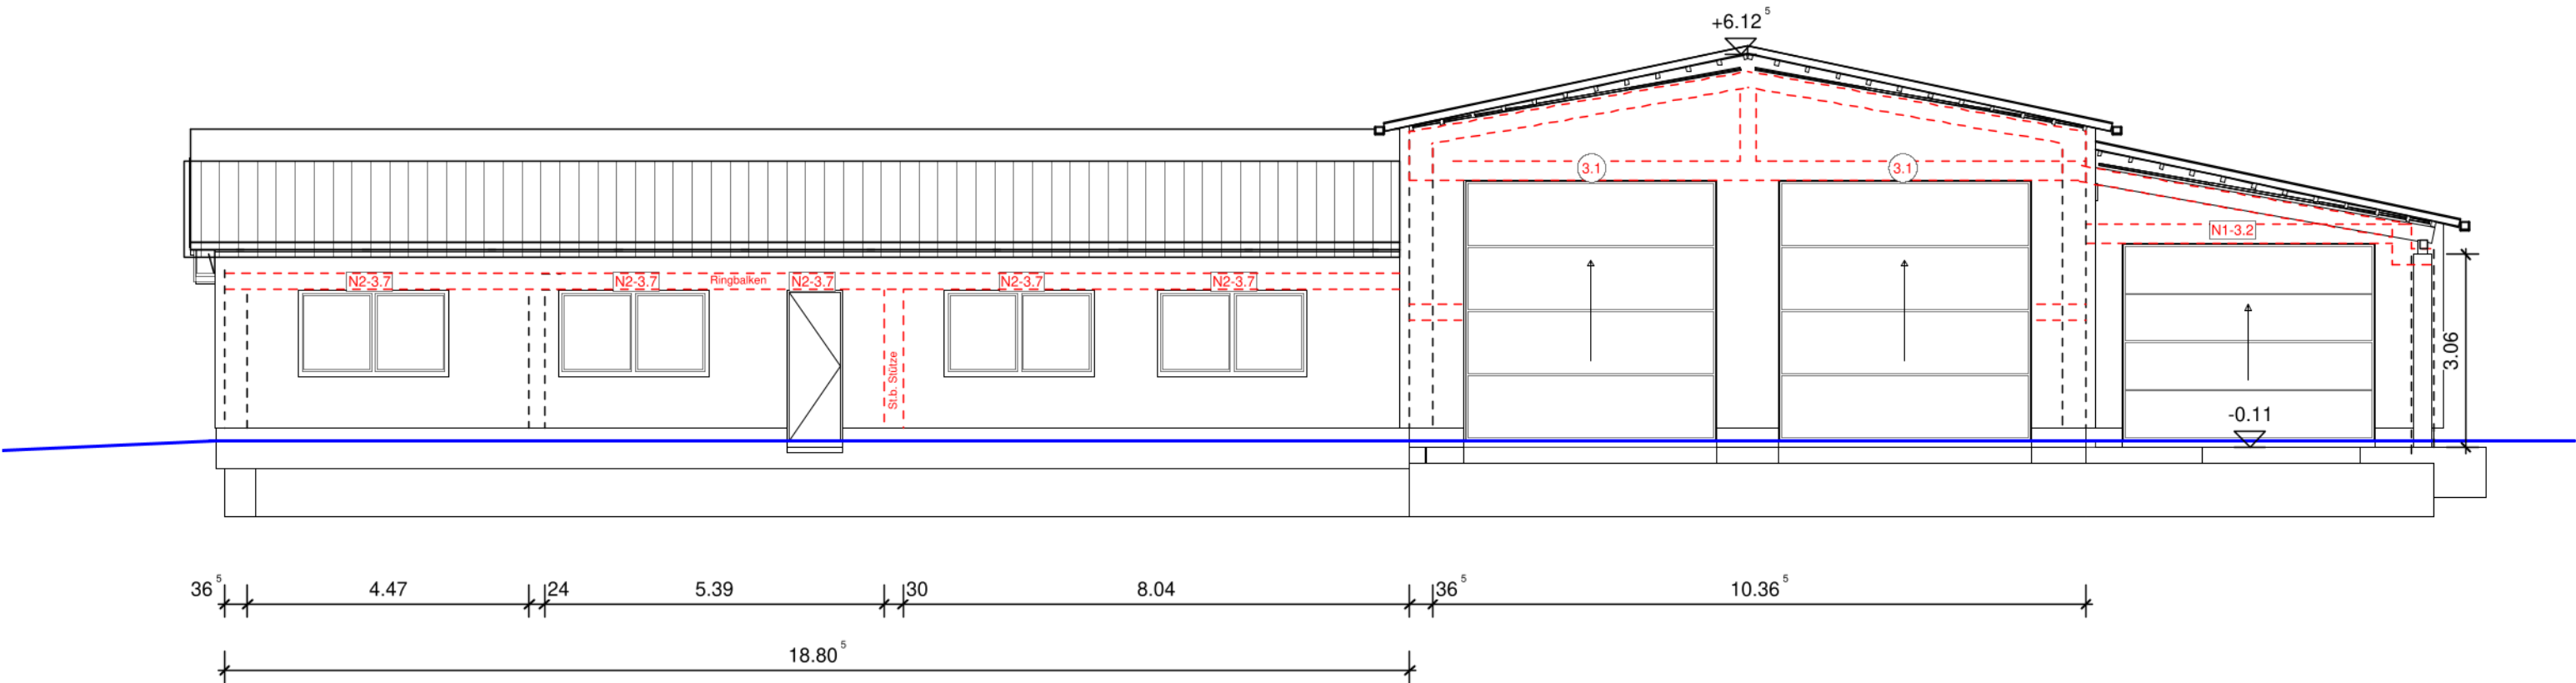 +6.12⁵
3.1 3.1
N1-3.2
N2-3.7 N2-3.7 Ringbalken N2-3.7 N2-3.7 N2-3.7
St.b. Stütze
3.06
-0.11
36⁵ 4.47 24 5.39 30 8.04 36⁵ 10.36⁵
18.80⁵